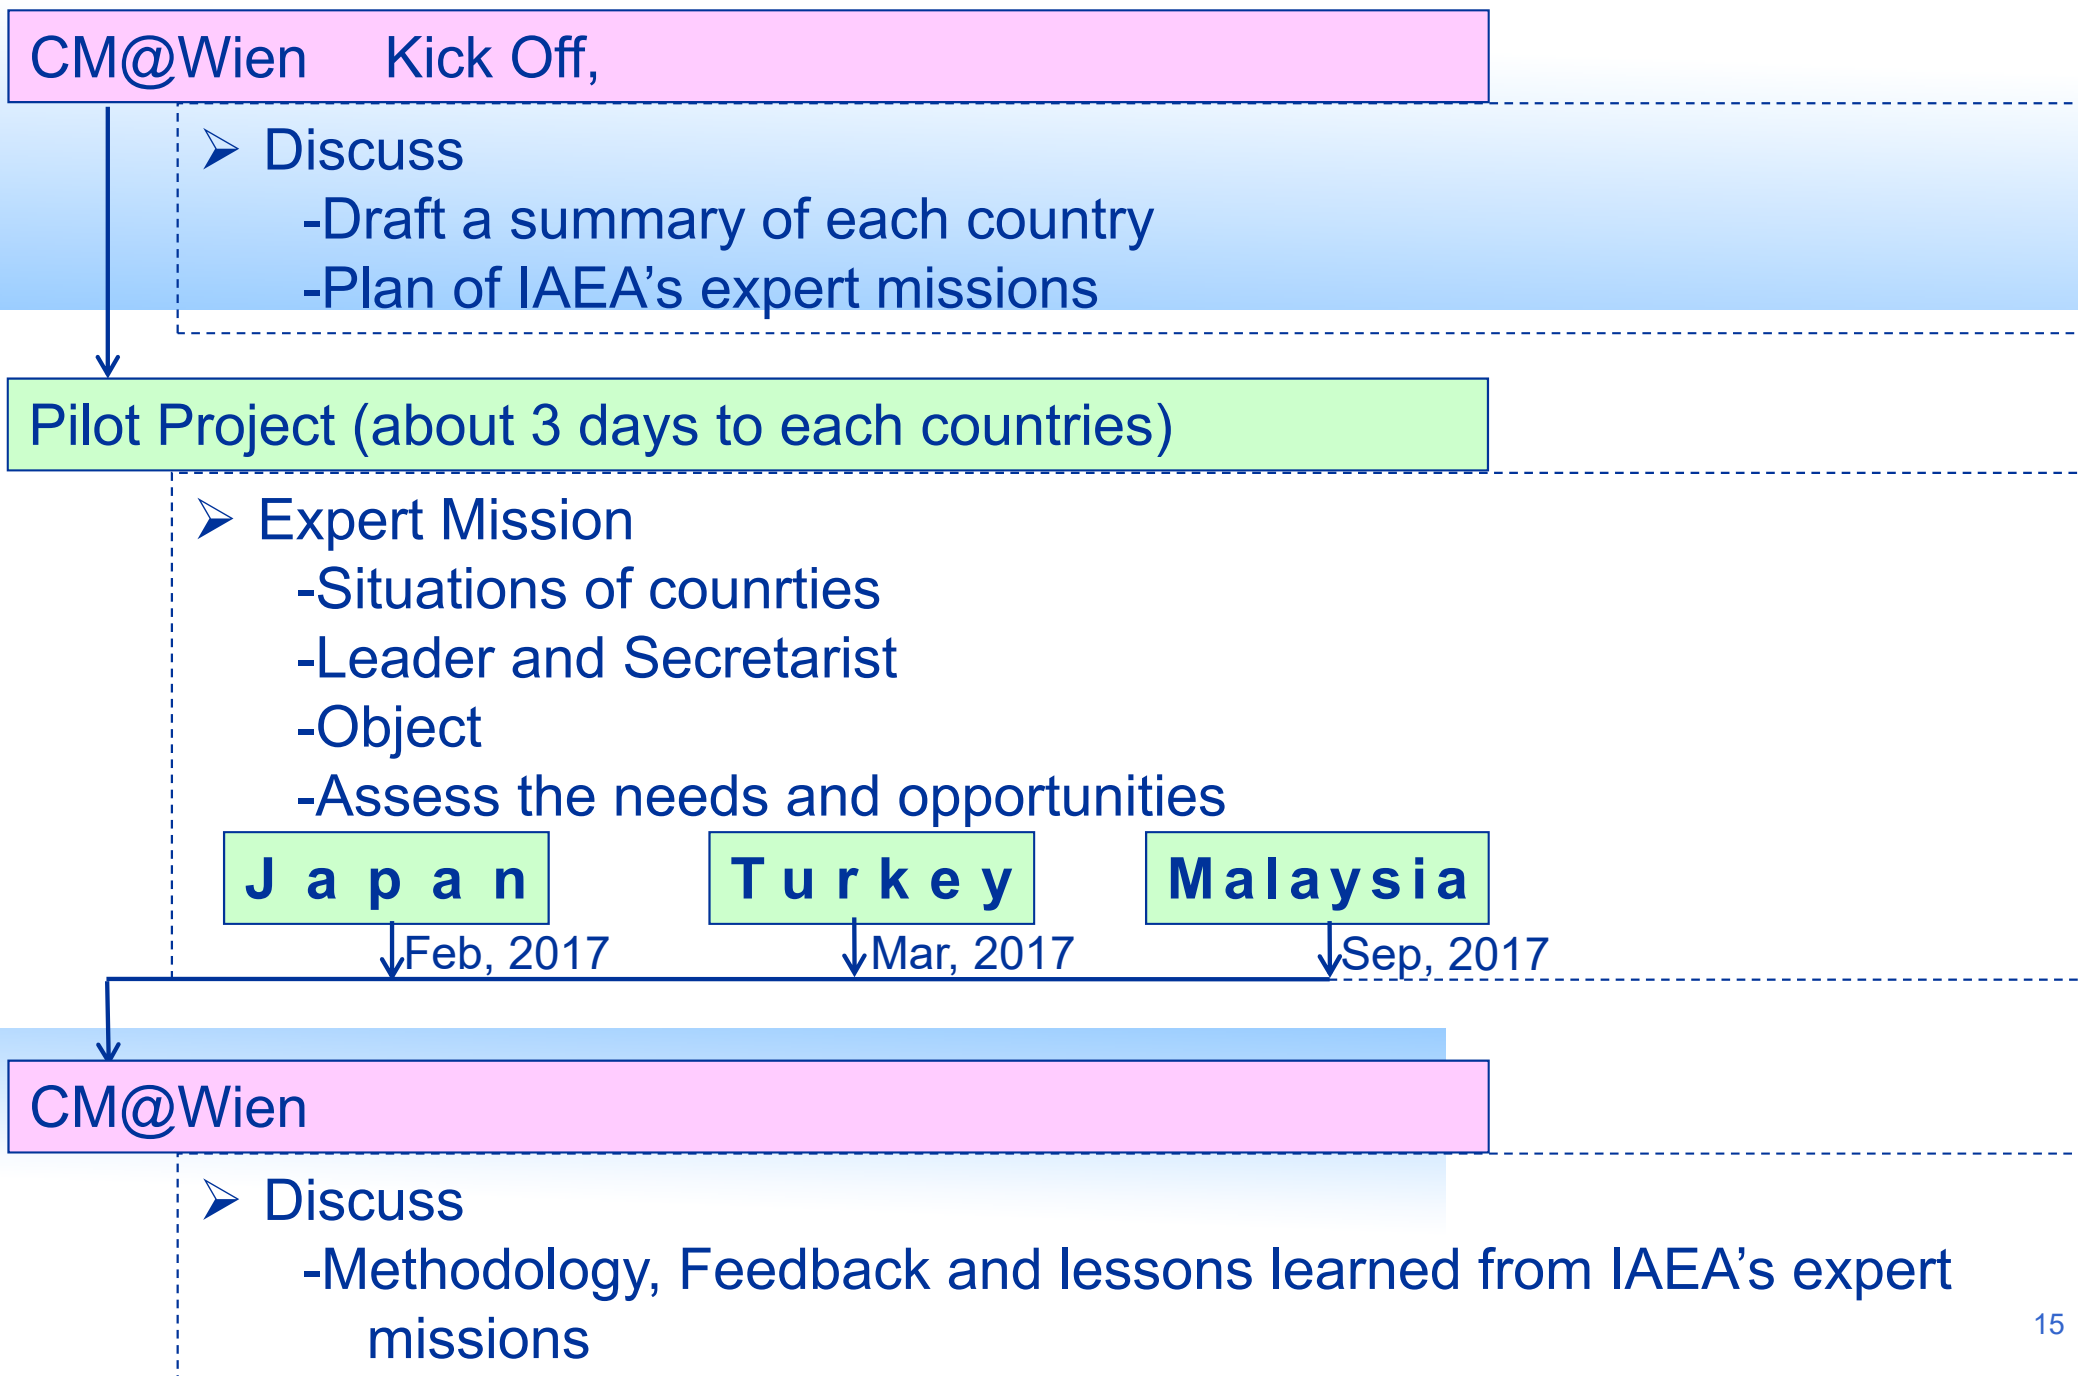 CM@Wien Kick Off,
➢ Discuss
-Draft a summary of each country
-Plan of IAEA’s expert missions
Pilot Project (about 3 days to each countries)
➢ Expert Mission
-Situations of counrties
-Leader and Secretarist
-Object
-Assess the needs and opportunities
Japan Turkey Malaysia
Feb, 2017 Mar, 2017 Sep, 2017
CM@Wien
➢ Discuss
-Methodology, Feedback and lessons learned from IAEA’s expert
missions
15